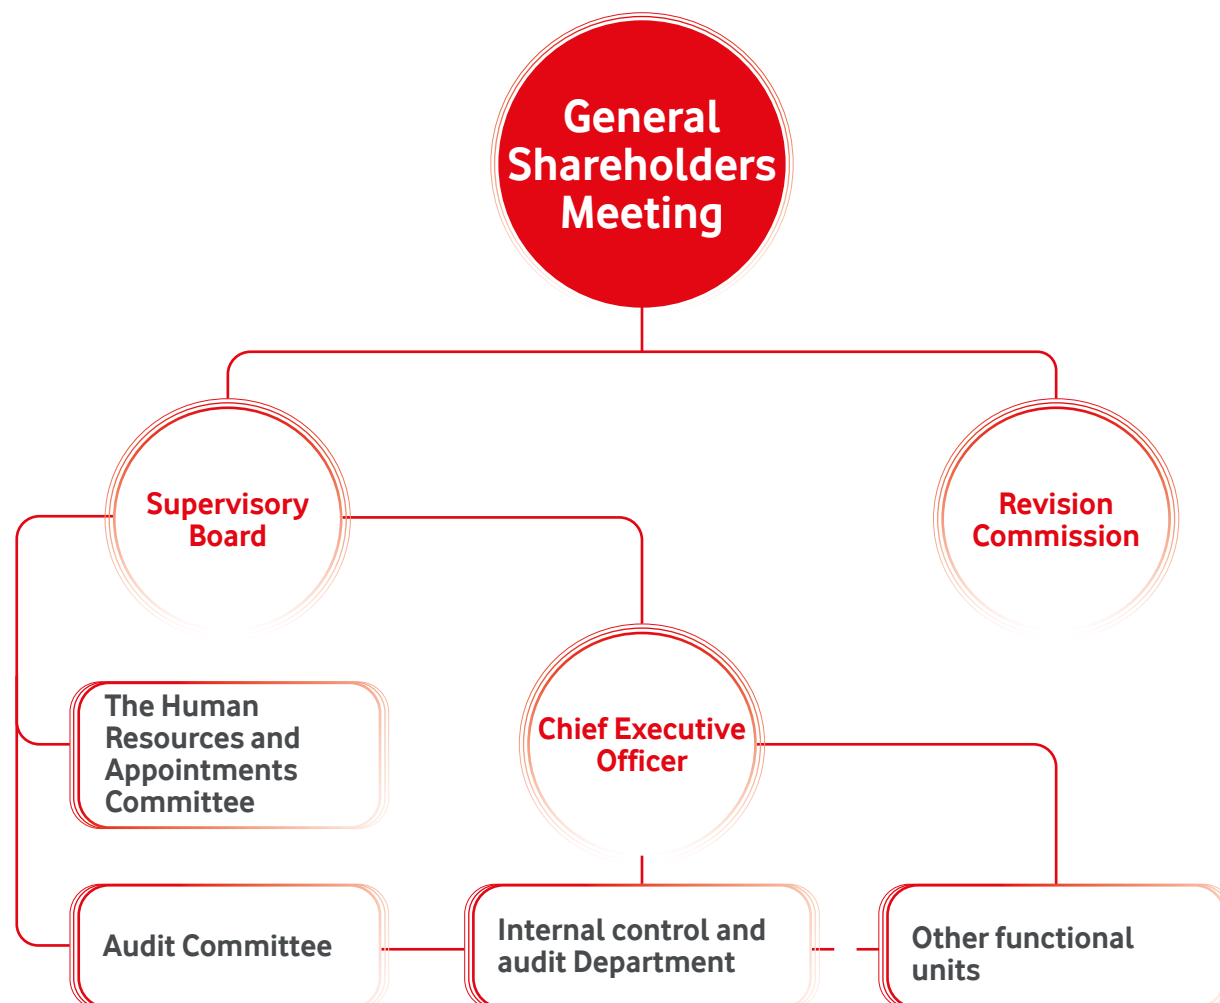 General
Shareholders
Meeting
Supervisory
Board
Revision
Commission
The Human
Resources and
Appointments
Committee
Chief Executive
Officer
Audit Committee
Internal control and
audit Department
Other functional
units